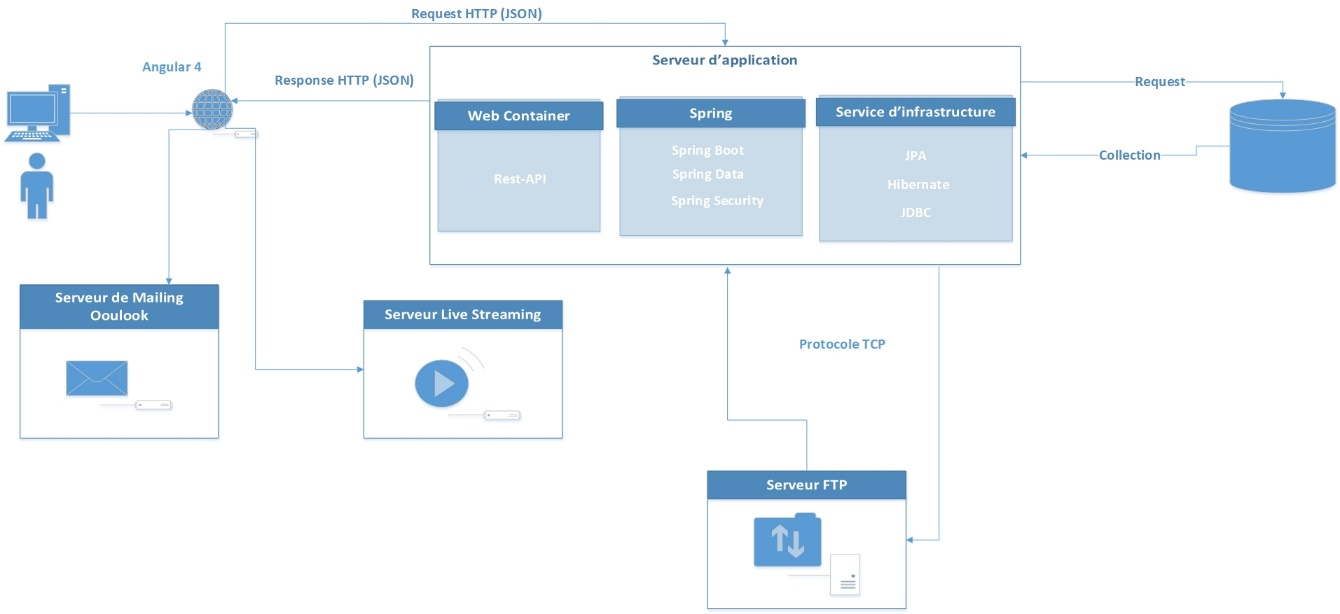 Request HTTP (JSON)
Angular 4
Response HTTP (JSON)
Serveur d'application
Web Container
Rest-API
Spring
Spring Boot
Spring Data
Spring Security
Service d'infrastructure
JPA
Hibernate
JDBC
Request
Collection
Serveur de Mailing
Ooulook
Serveur Live Streaming
Protocole TCP
Serveur FTP